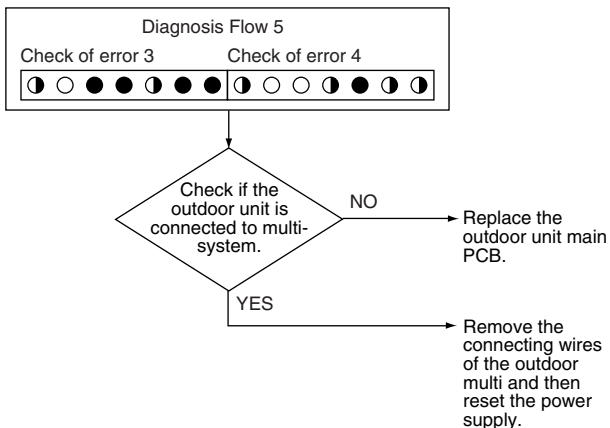 Diagnosis Flow 5
Check of error 3 Check of error 4
Check if the
outdoor unit is
connected to multi-
system.
NO
Replace the
outdoor unit main
PCB.
YES
Remove the
connecting wires
of the outdoor
multi and then
reset the power
supply.